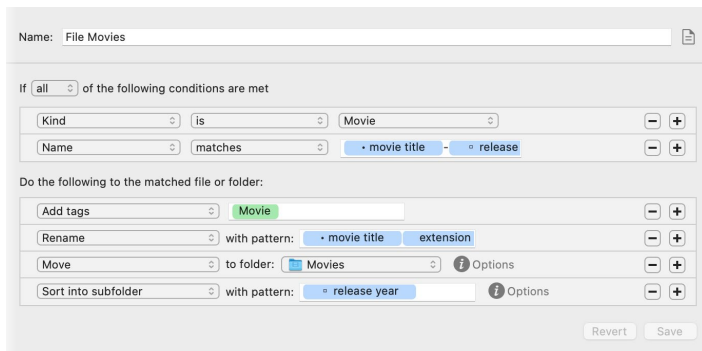 Name: File Movies
If all of the following conditions are met
Kind is Movie
Name matches • movie title - ▫ release
Do the following to the matched file or folder:
Add tags Movie
Rename with pattern: • movie title extension
Move to folder: Movies i Options
Sort into subfolder with pattern: ▫ release year i Options
Revert Save